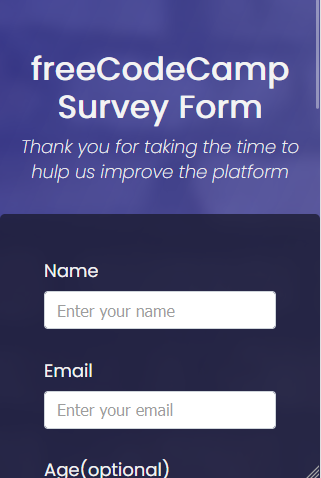 freeCodeCamp
Survey Form
Thank you for taking the time to
hulp us improve the platform
Name
Enter your name
Email
Enter your email
Age(optional)